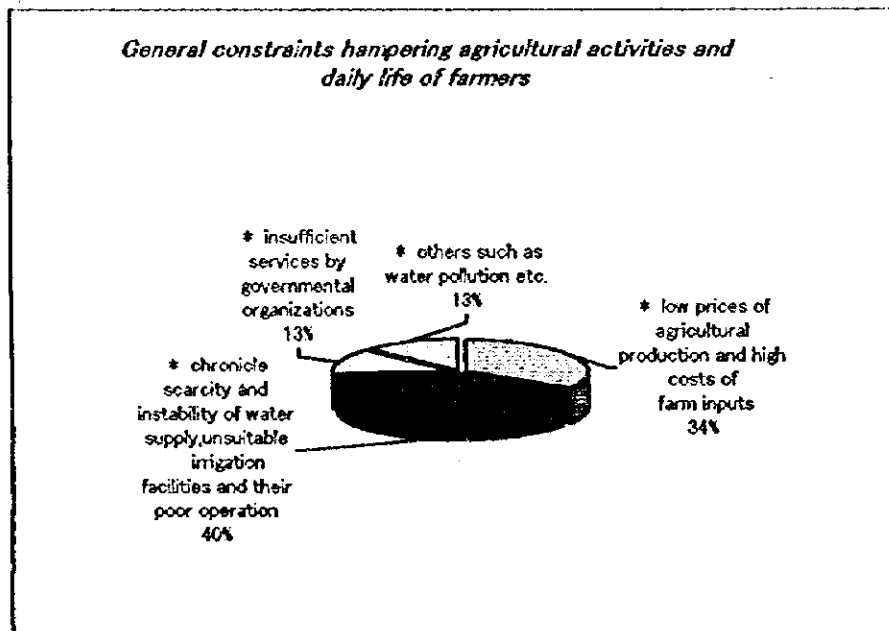 General constraints hampering agricultural activities and
daily life of farmers
* insufficient
services by
governmental
organizations
13%
* others such as
water pollution etc.
13%
* low prices of
agricultural
production and high
costs of
farm inputs
34%
* chronicle
scarcity and
instability of water
supply,unsuitable
irrigation
facilities and their
poor operation
40%